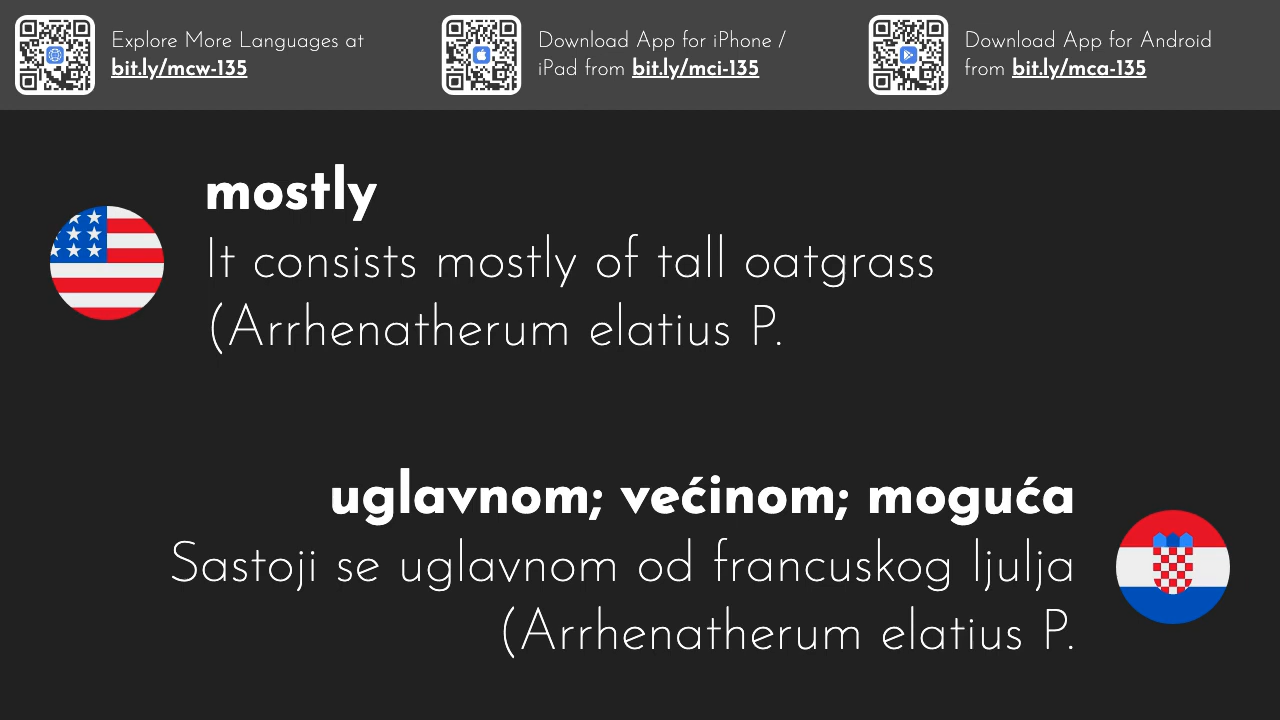 Explore More Languages at
bit.ly/mcw-135
Download App for iPhone /
iPad from bit.ly/mci-135
Download App for Android
from bit.ly/mca-135
mostly
It consists mostly of tall oatgrass
(Arrhenatherum elatius P.
uglavnom; većinom; moguća
Sastoji se uglavnom od francuskog ljulja
(Arrhenatherum elatius P.